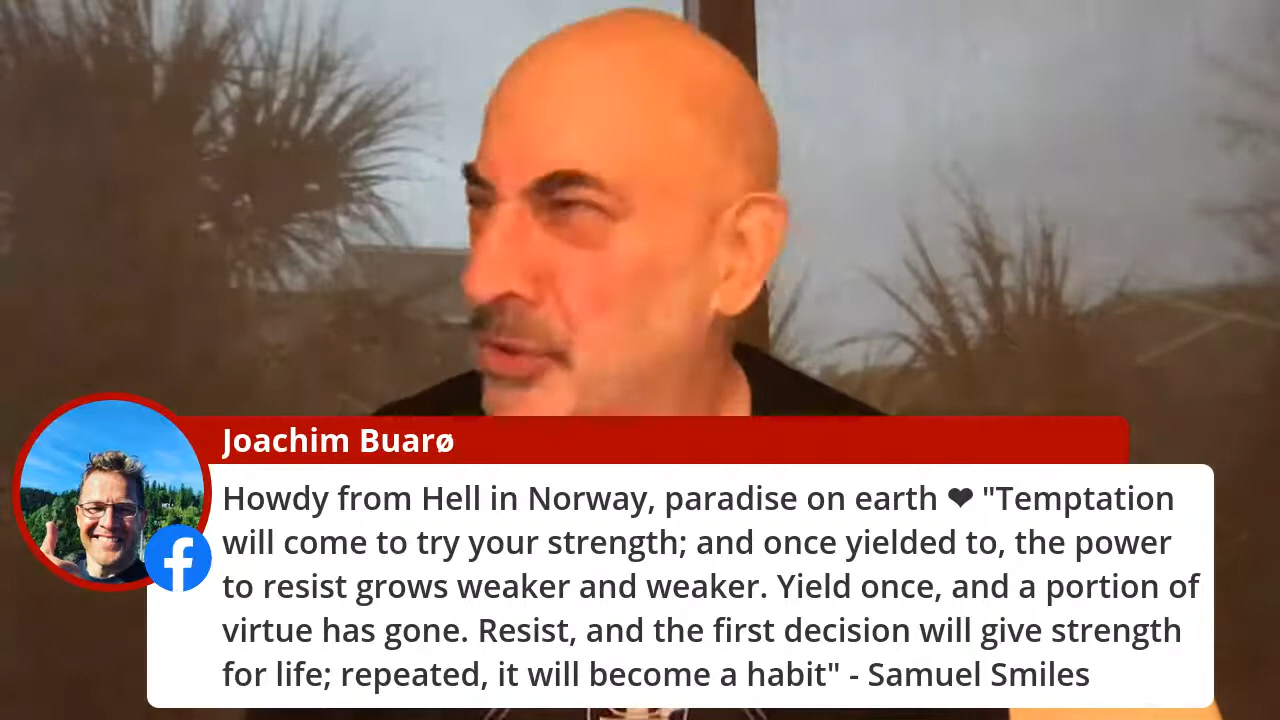 Joachim Buarø
Howdy from Hell in Norway, paradise on earth ❤ "Temptation
will come to try your strength; and once yielded to, the power
to resist grows weaker and weaker. Yield once, and a portion of
virtue has gone. Resist, and the first decision will give strength
for life; repeated, it will become a habit" - Samuel Smiles